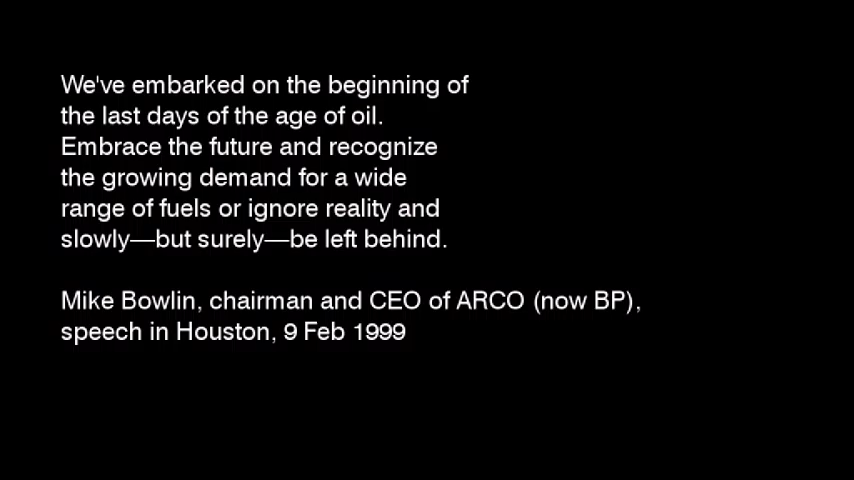 We've embarked on the beginning of
the last days of the age of oil.
Embrace the future and recognize
the growing demand for a wide
range of fuels or ignore reality and
slowly—but surely—be left behind.
Mike Bowlin, chairman and CEO of ARCO (now BP),
speech in Houston, 9 Feb 1999